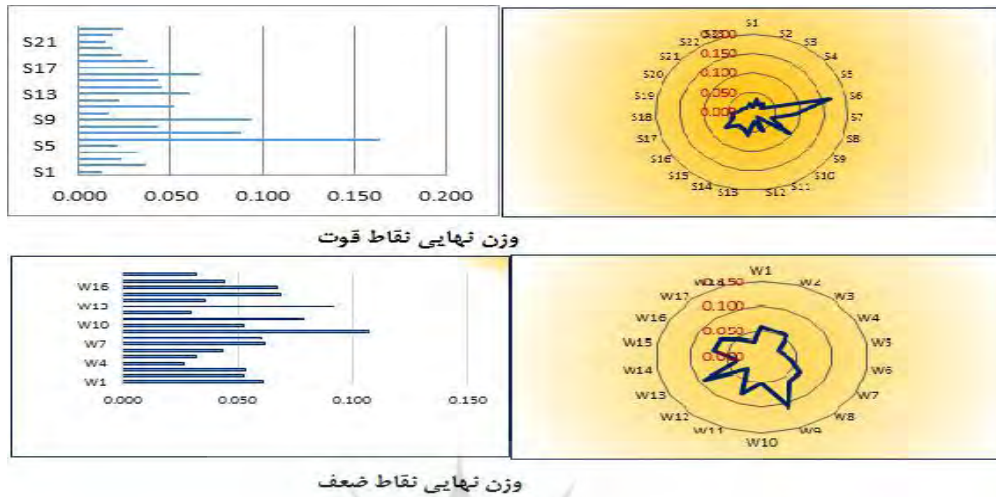 S21
S17
S13
S9
S5
S1
0.000 0.050 0.100 0.150 0.200
S1
S2
S3
S4
S5
S6
S7
S8
S9
S10
S11
S12
S13
S14
S15
S16
S17
S18
S19
S20
S21
S22
0.150
0.100
0.050
0.000
وزن نهایی نقاط قوت
W16
W13
W10
W7
W4
W1
0.000 0.050 0.100 0.150
W1
W2
W3
W4
W5
W6
W7
W8
W9
W10
W11
W12
W13
W14
W15
W16
W17
0.150
0.100
0.050
0.000
وزن نهایی نقاط ضعف